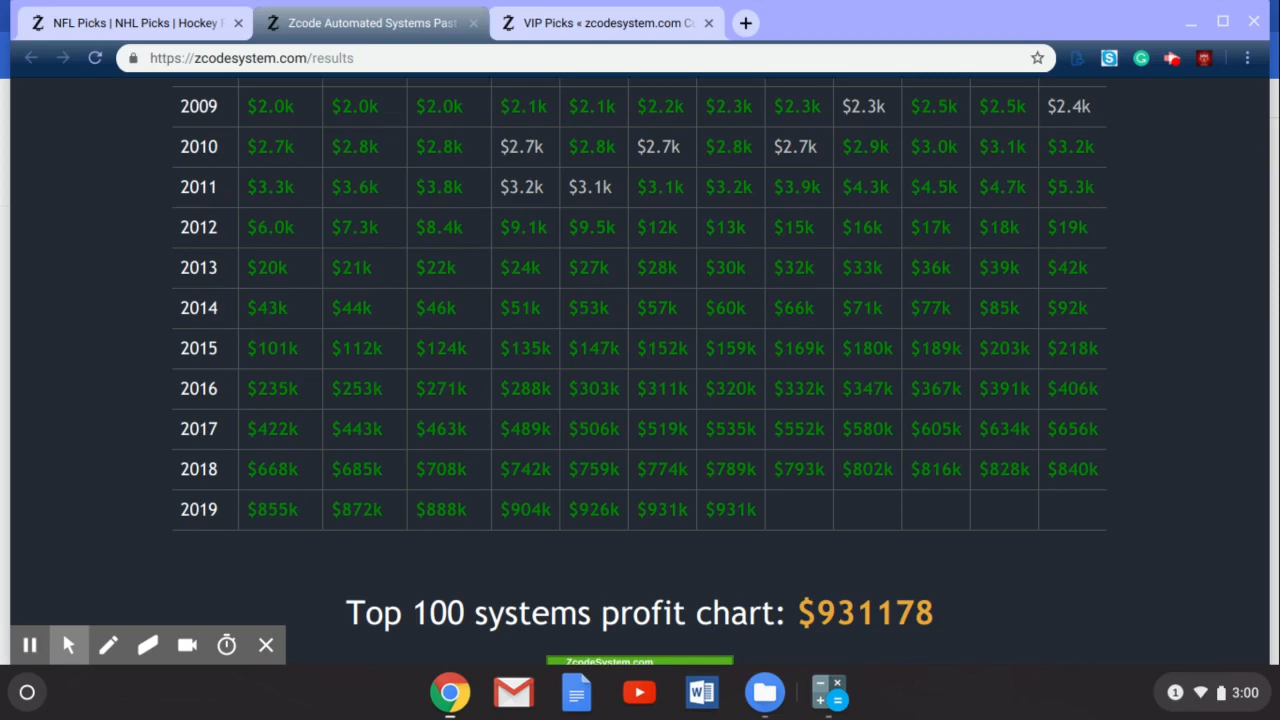 NFL Picks | NHL Picks | Hockey
Zcode Automated Systems Past
VIP Picks « zcodesystem.com
https://zcodesystem.com/results
2009 $2.0k $2.0k $2.0k $2.1k $2.1k $2.2k $2.3k $2.3k $2.3k $2.5k $2.5k $2.4k
2010 $2.7k $2.8k $2.8k $2.7k $2.8k $2.7k $2.8k $2.7k $2.9k $3.0k $3.1k $3.2k
2011 $3.3k $3.6k $3.8k $3.2k $3.1k $3.1k $3.2k $3.9k $4.3k $4.5k $4.7k $5.3k
2012 $6.0k $7.3k $8.4k $9.1k $9.5k $12k $13k $15k $16k $17k $18k $19k
2013 $20k $21k $22k $24k $27k $28k $30k $32k $33k $36k $39k $42k
2014 $43k $44k $46k $51k $53k $57k $60k $66k $71k $77k $85k $92k
2015 $101k $112k $124k $135k $147k $152k $159k $169k $180k $189k $203k $218k
2016 $235k $253k $271k $288k $303k $311k $320k $332k $347k $367k $391k $406k
2017 $422k $443k $463k $489k $506k $519k $535k $552k $580k $605k $634k $656k
2018 $668k $685k $708k $742k $759k $774k $789k $793k $802k $816k $828k $840k
2019 $855k $872k $888k $904k $926k $931k $931k
Top 100 systems profit chart: $931178
ZcodeSystem.com
1 3:00